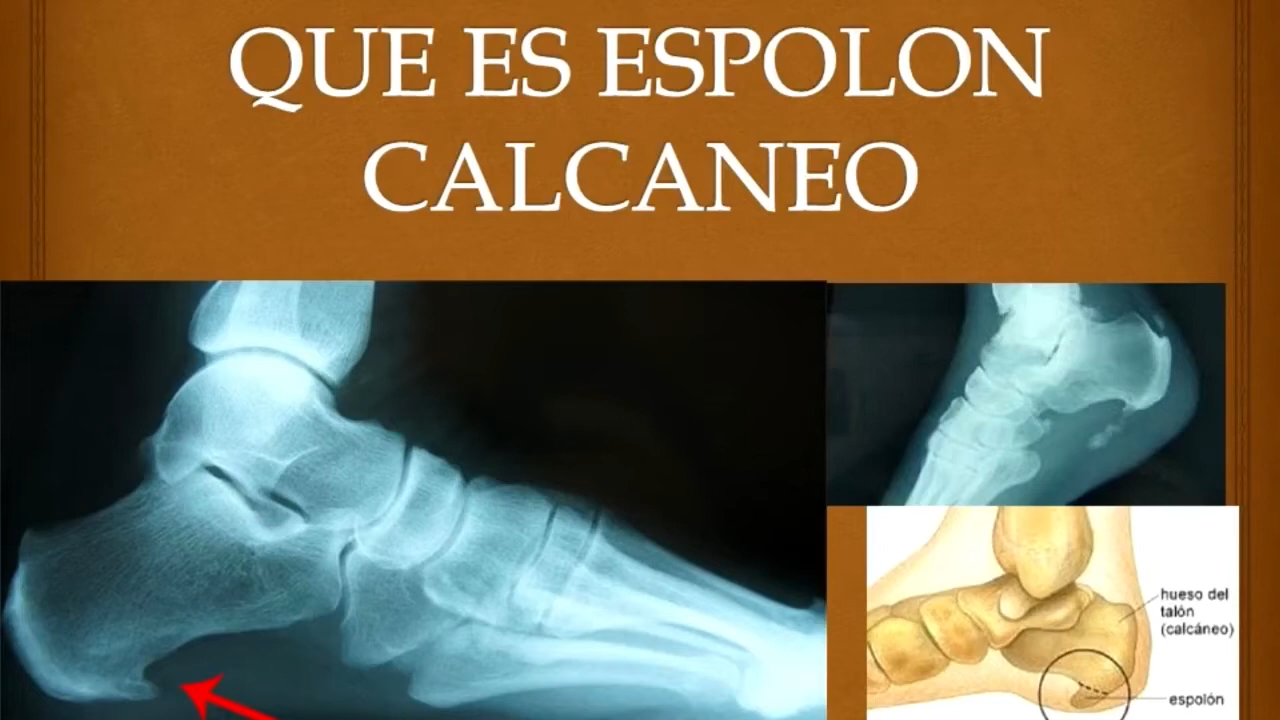 QUE ES ESPOLON
CALCANEO
hueso del
talón
(calcáneo)
espolón